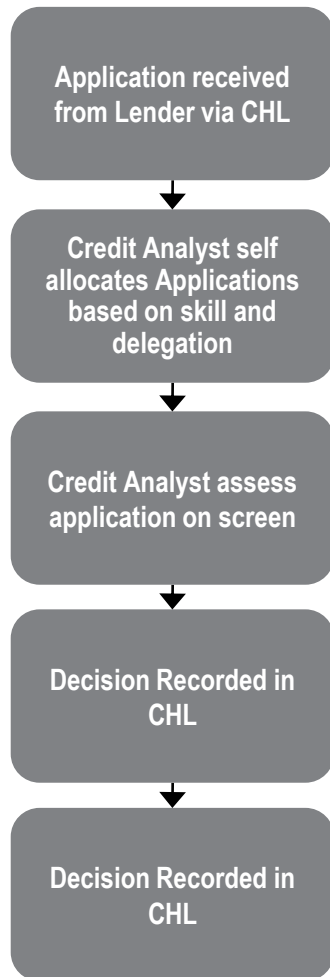 Application received
from Lender via CHL
Credit Analyst self
allocates Applications
based on skill and
delegation
Credit Analyst assess
application on screen
Decision Recorded in
CHL
Decision Recorded in
CHL